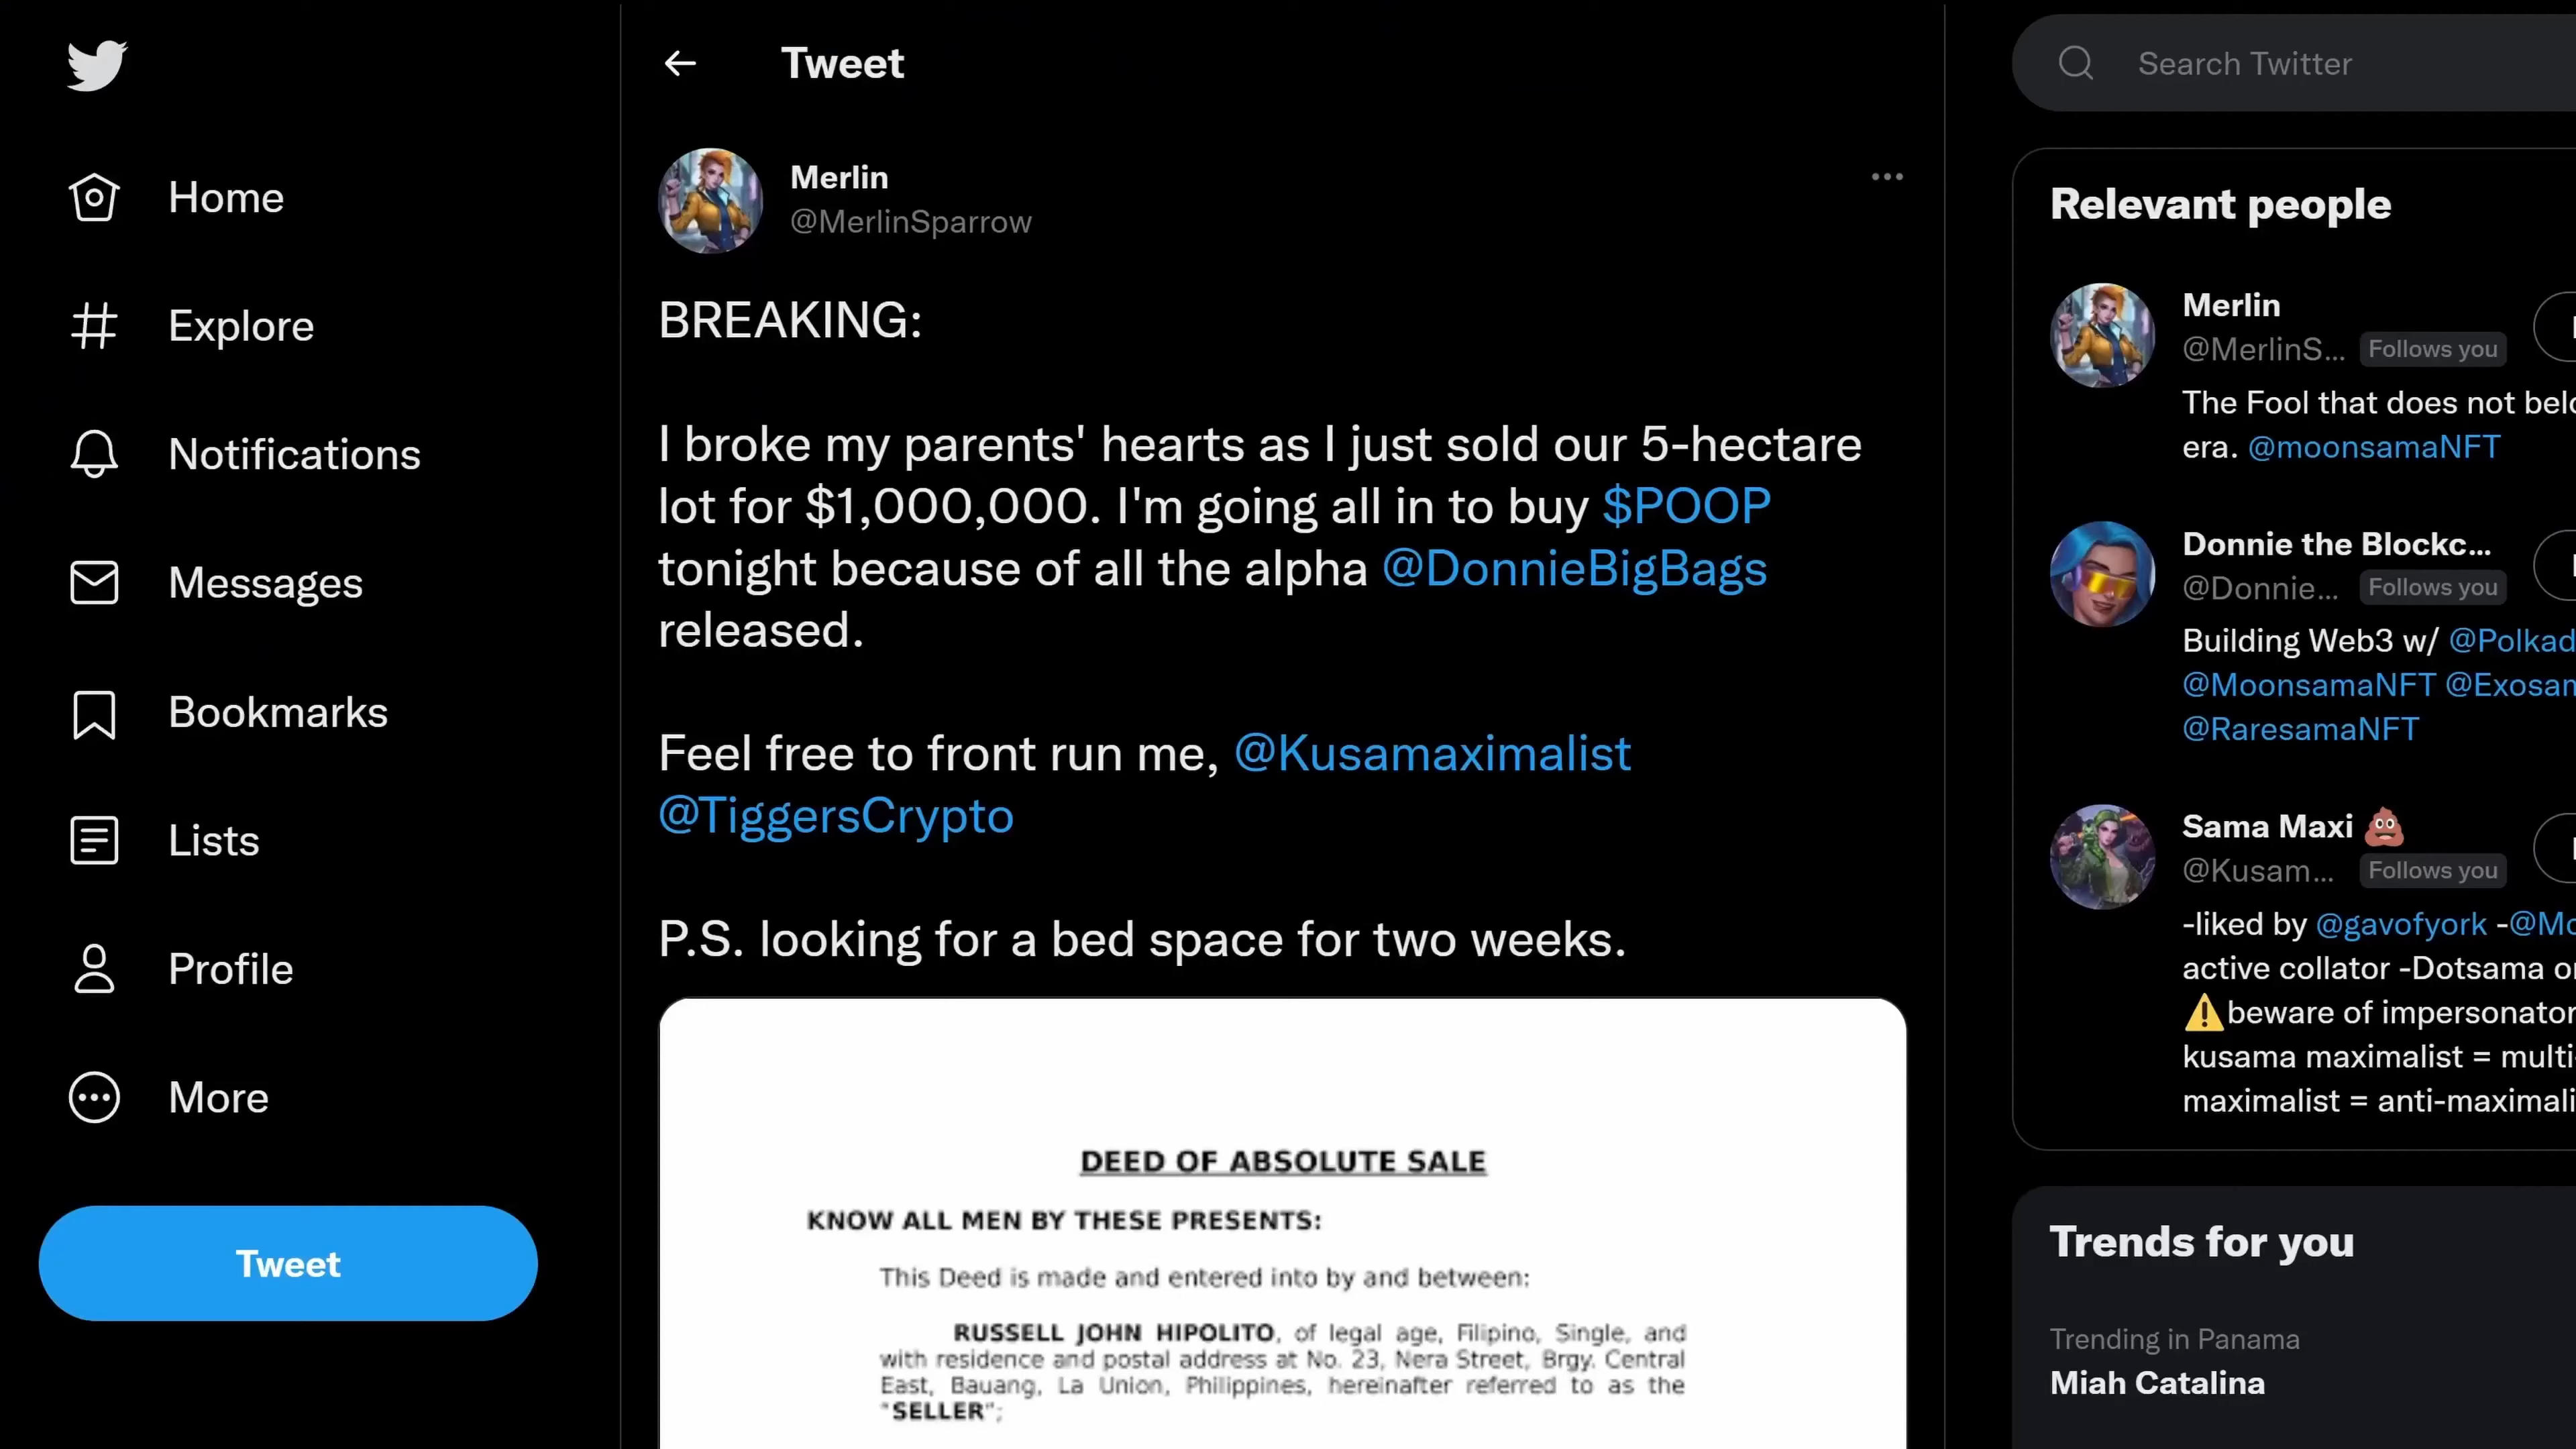 Home
Explore
Notifications
Messages
Bookmarks
Lists
Profile
More
Tweet
Tweet
Merlin
@MerlinSparrow
BREAKING:
I broke my parents' hearts as I just sold our 5-hectare
lot for $1,000,000. I'm going all in to buy $POOP
tonight because of all the alpha @DonnieBigBags
released.
Feel free to front run me, @Kusamaximalist
@TiggersCrypto
P.S. looking for a bed space for two weeks.
DEED OF ABSOLUTE SALE
KNOW ALL MEN BY THESE PRESENTS:
This Deed is made and entered into by and between:
RUSSELL JOHN HIPOLITO, of legal age, Filipino, Single, and
with residence and postal address at No. 23, Nera Street, Brgy. Central
East, Bauang, La Union, Philippines, hereinafter referred to as the
"SELLER";
Search Twitter
Relevant people
Merlin
@MerlinS... Follows you
The Fool that does not belo
era. @moonsamaNFT
Donnie the Blockc...
@Donnie... Follows you
Building Web3 w/ @Polkad
@MoonsamaNFT @Exosam
@RaresamaNFT
Sama Maxi 💩
@Kusam... Follows you
-liked by @gavofyork -@Mo
active collator -Dotsama or
⚠️beware of impersonator
kusama maximalist = multi-
maximalist = anti-maximali
Trends for you
Trending in Panama
Miah Catalina